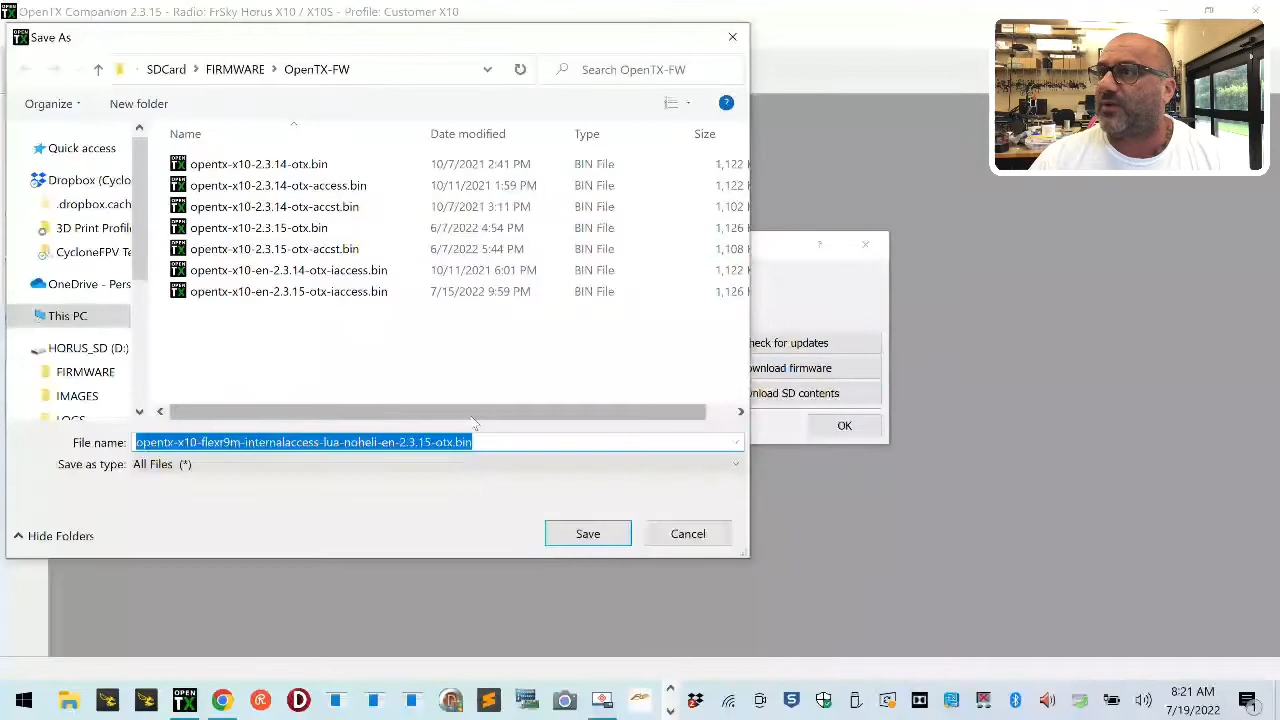 OpenTX Companion 2.3.15 - Radio: FrSky Horus X10 / X10S - Profile: Customer X10
Save As
SDCard
FIRMWARE
Search OpenTX-FW
Organize
New folder
Name
Date modified
Type
Size
Quick access
Dropbox (Cyclo
.dropbox.cach
3D Print Profile
CycloneFPV Te
OneDrive - Pers
This PC
HORUS_SD (D:)
FIRMWARE
IMAGES
LOGS
opentx-x10-2.3.14-otx.bin 10/7/2021 2:41 PM BIN File 1,122
opentx-x10-2.3.14-otx-access.bin 10/11/2021 1:59 PM BIN File 1,122
opentx-x10-2.3.14-otx-accst.bin 10/7/2021 3:11 PM BIN File 1,102
opentx-x10-2.3.15-otx.bin 6/7/2022 4:54 PM BIN File 1,126
opentx-x10-2.3.15-otx-accst.bin 6/7/2022 5:44 PM BIN File 1,108
opentx-x10-en-2.3.14-otx-iaccess.bin 10/11/2021 6:01 PM BIN File 1,122
opentx-x10-en-2.3.15-otx-iaccess.bin 7/15/2022 9:59 PM BIN File 1,126
File name: opentx-x10-flexr9m-internalaccess-lua-noheli-en-2.3.15-otx.bin
Save as type: All Files (*)
Hide Folders
Save
Cancel
heck for updates
ownload firmware
wnload SD contents
OK
8:21 AM
7/19/2022